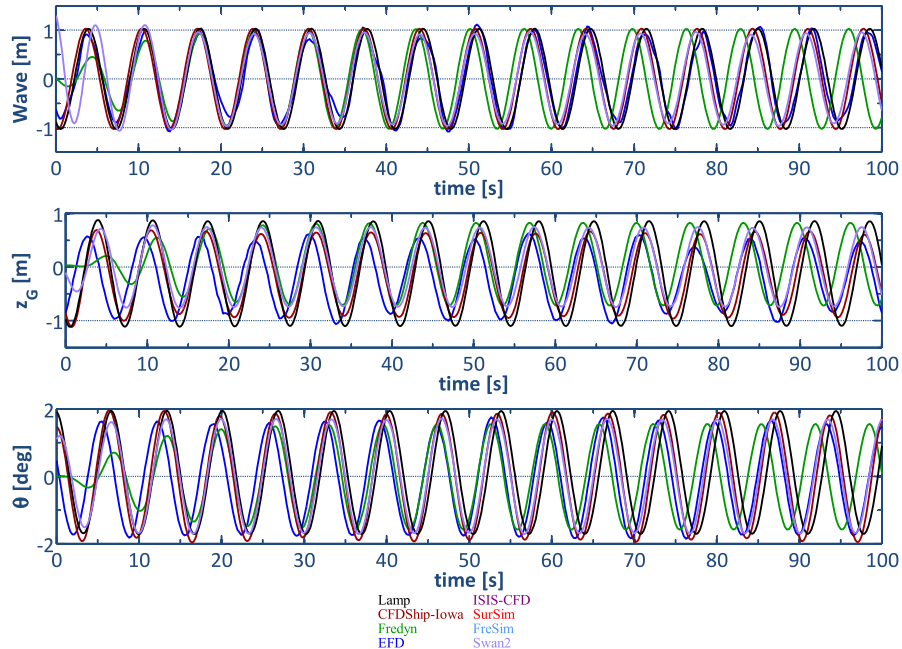 Wave [m]
1
0
-1
0 10 20 30 40 50 60 70 80 90 100
time [s]
z_G [m]
1
0
-1
0 10 20 30 40 50 60 70 80 90 100
time [s]
θ [deg]
2
0
-2
0 10 20 30 40 50 60 70 80 90 100
time [s]
Lamp ISIS-CFD
CFDShip-Iowa SurSim
Fredyn FreSim
EFD Swan2